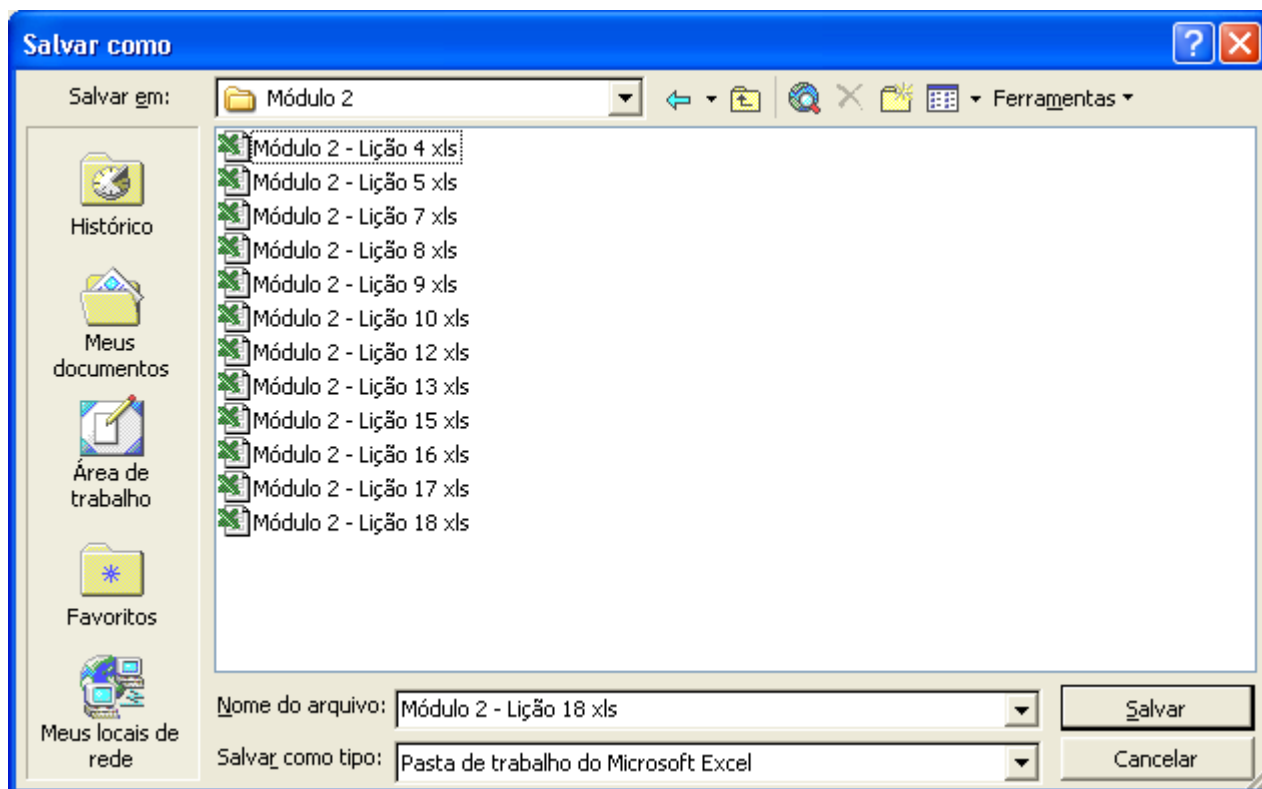 Salvar como
Salvar em:
Módulo 2
Ferramentas
Histórico
Meus
documentos
Área de
trabalho
Favoritos
Meus locais de
rede
Módulo 2 - Lição 4 xls
Módulo 2 - Lição 5 xls
Módulo 2 - Lição 7 xls
Módulo 2 - Lição 8 xls
Módulo 2 - Lição 9 xls
Módulo 2 - Lição 10 xls
Módulo 2 - Lição 12 xls
Módulo 2 - Lição 13 xls
Módulo 2 - Lição 15 xls
Módulo 2 - Lição 16 xls
Módulo 2 - Lição 17 xls
Módulo 2 - Lição 18 xls
Nome do arquivo:
Módulo 2 - Lição 18 xls
Salvar
Salvar como tipo:
Pasta de trabalho do Microsoft Excel
Cancelar